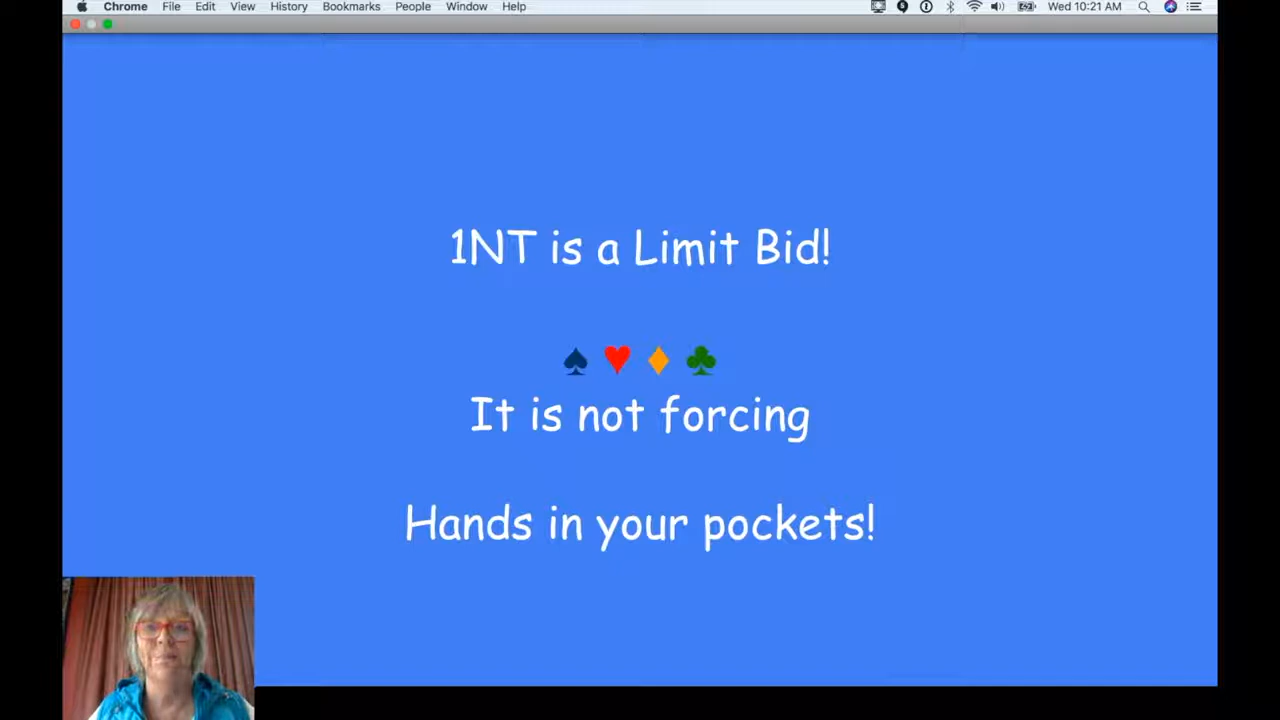 Chrome File Edit View History Bookmarks People Window Help Wed 10:21 AM
1NT is a Limit Bid!
It is not forcing
Hands in your pockets!